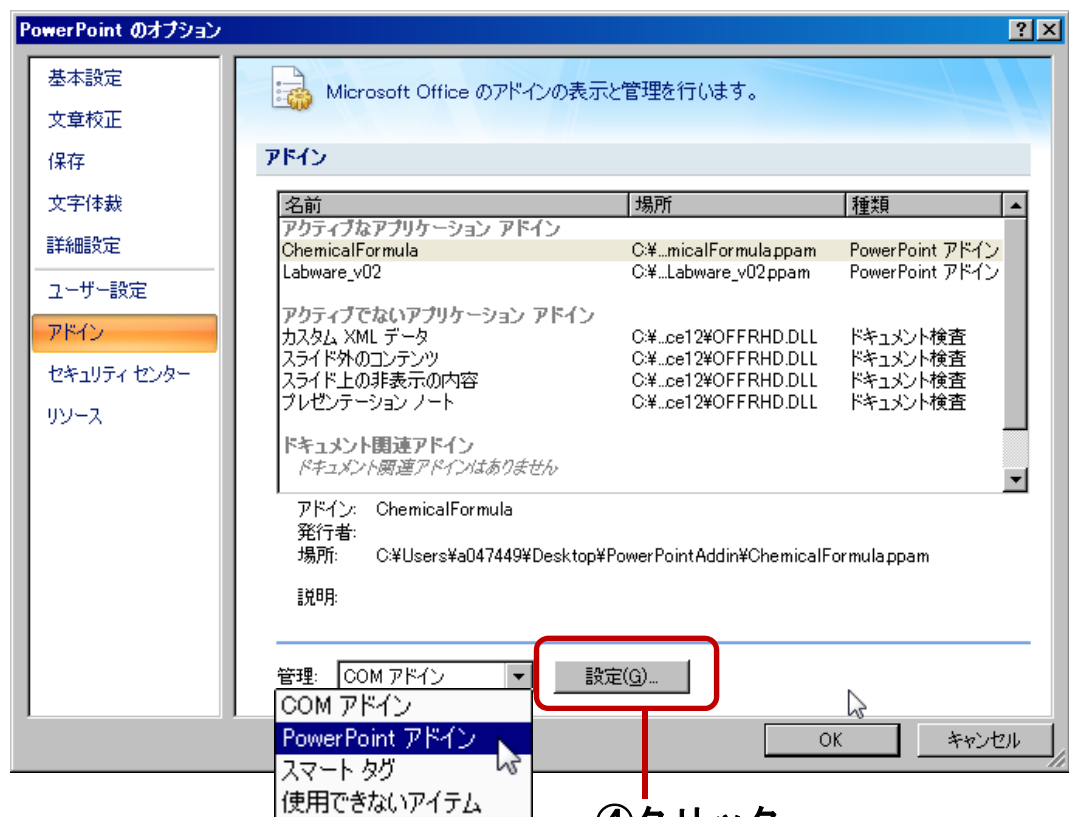 PowerPoint のオプション
基本設定
文章校正
保存
文字体裁
詳細設定
ユーザー設定
アドイン
セキュリティ センター
リソース
Microsoft Office のアドインの表示と管理を行います。
アドイン
名前 場所 種類
アクティブなアプリケーション アドイン
ChemicalFormula C:¥...micalFormula.ppam PowerPoint アドイン
Labware_v02 C:¥...Labware_v02.ppam PowerPoint アドイン
アクティブでないアプリケーション アドイン
カスタム XML データ C:¥...ce12¥OFFRHD.DLL ドキュメント検査
スライド外のコンテンツ C:¥...ce12¥OFFRHD.DLL ドキュメント検査
スライド上の非表示の内容 C:¥...ce12¥OFFRHD.DLL ドキュメント検査
プレゼンテーション ノート C:¥...ce12¥OFFRHD.DLL ドキュメント検査
ドキュメント関連アドイン
ドキュメント関連アドインはありません
アドイン: ChemicalFormula
発行者:
場所: C:¥Users¥a047449¥Desktop¥PowerPointAddin¥ChemicalFormula.ppam
説明:
管理: COM アドイン 設定(G)...
COM アドイン
PowerPoint アドイン
スマート タグ
使用できないアイテム
OK キャンセル
④クリック